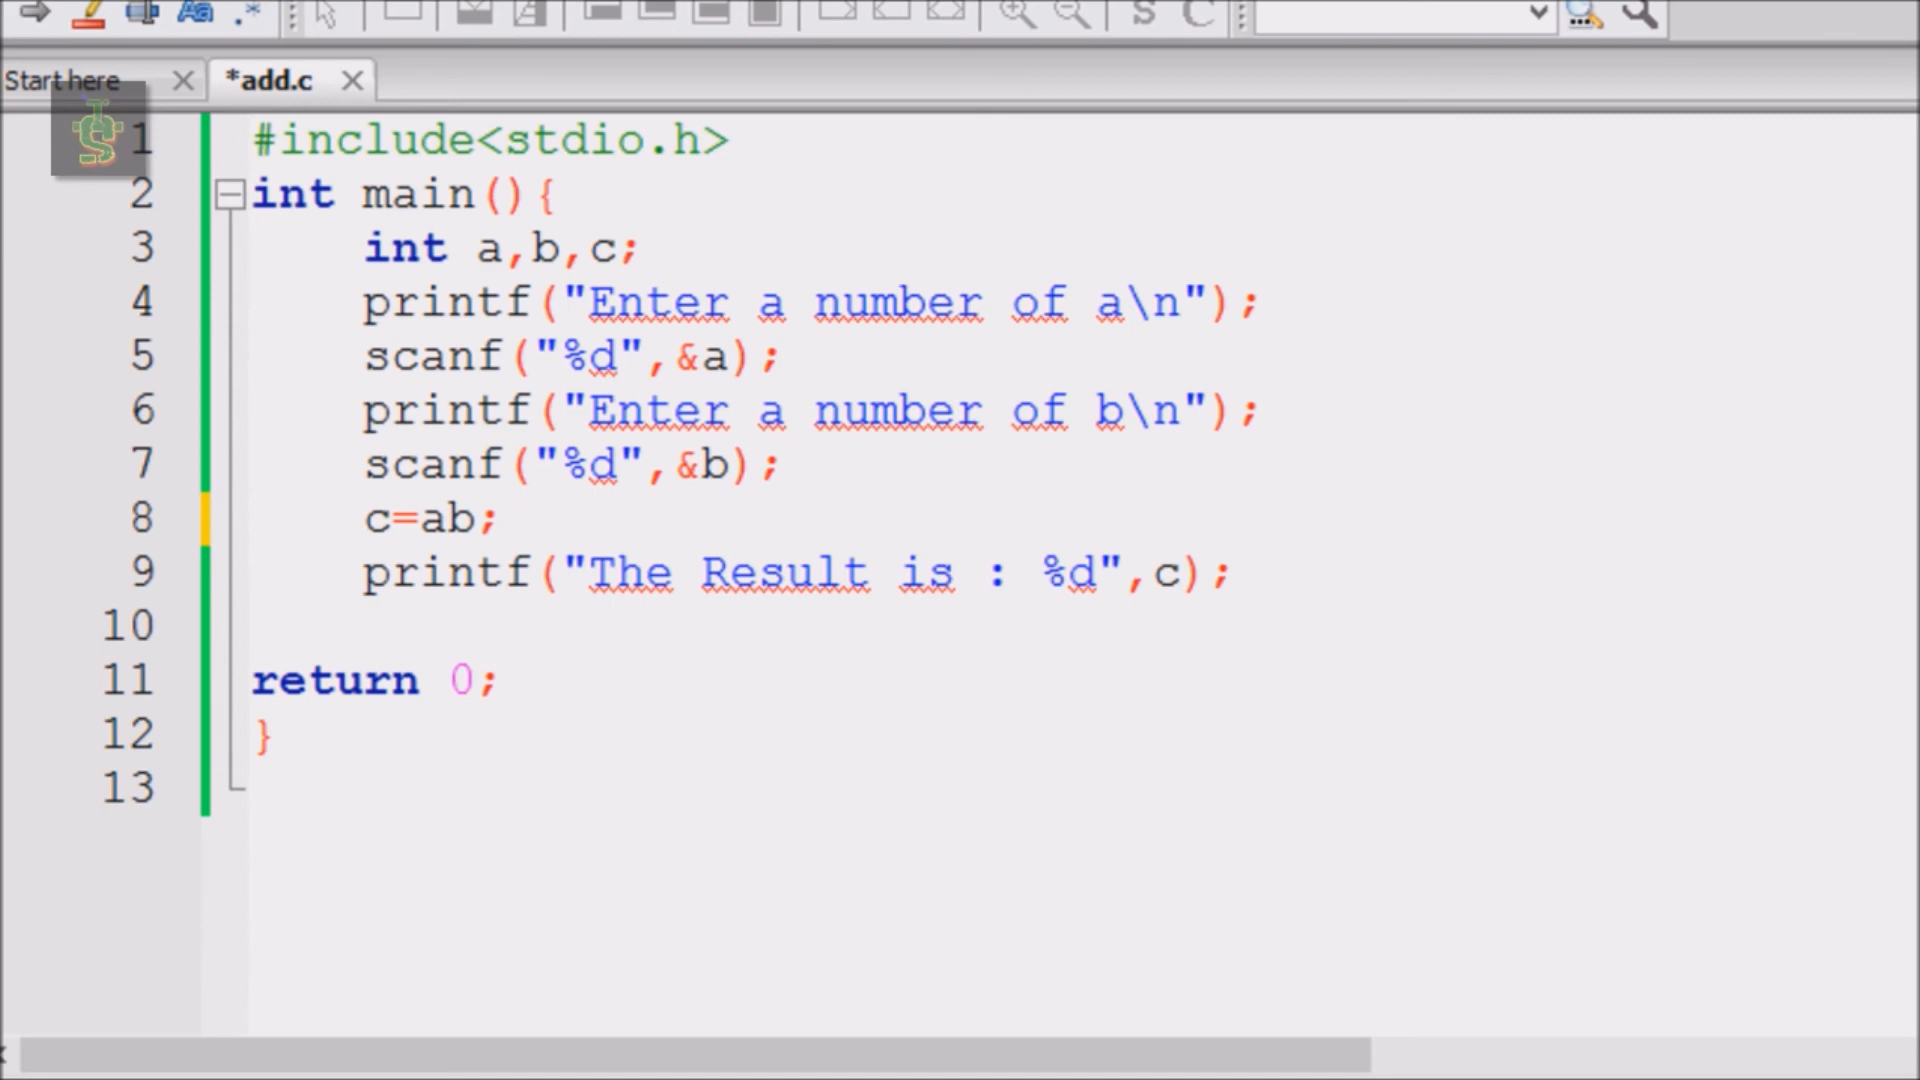 Start here
*add.c
1 #include<stdio.h>
2 int main(){
3 int a,b,c;
4 printf("Enter a number of a\n");
5 scanf("%d",&a);
6 printf("Enter a number of b\n");
7 scanf("%d",&b);
8 c=ab;
9 printf("The Result is : %d",c);
10
11 return 0;
12 }
13